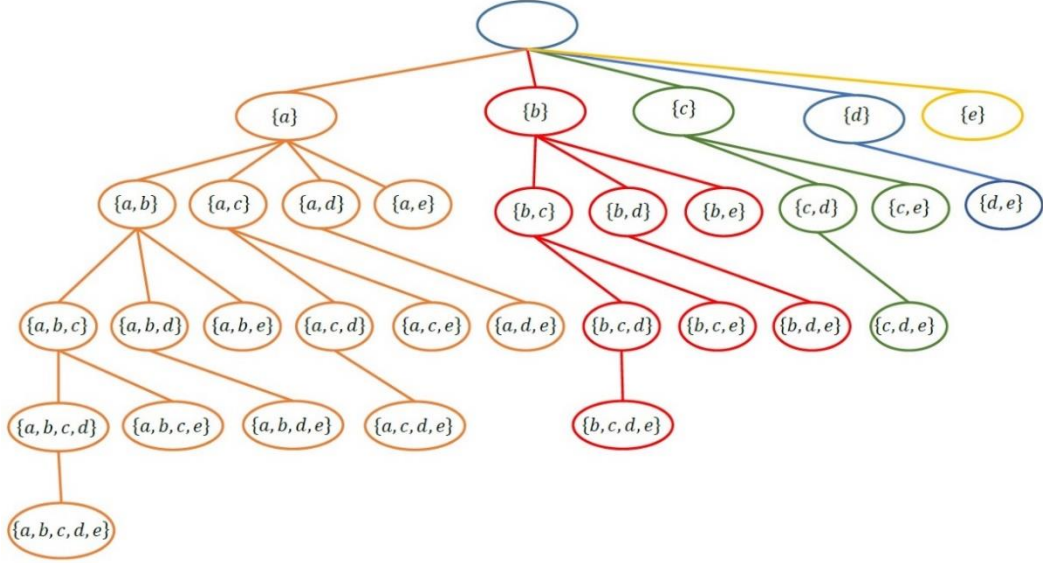 {a} {b} {c} {d} {e}
{a, b} {a, c} {a, d} {a, e} {b, c} {b, d} {b, e} {c, d} {c, e} {d, e}
{a, b, c} {a, b, d} {a, b, e} {a, c, d} {a, c, e} {a, d, e} {b, c, d} {b, c, e} {b, d, e} {c, d, e}
{a, b, c, d} {a, b, c, e} {a, b, d, e} {a, c, d, e} {b, c, d, e}
{a, b, c, d, e}